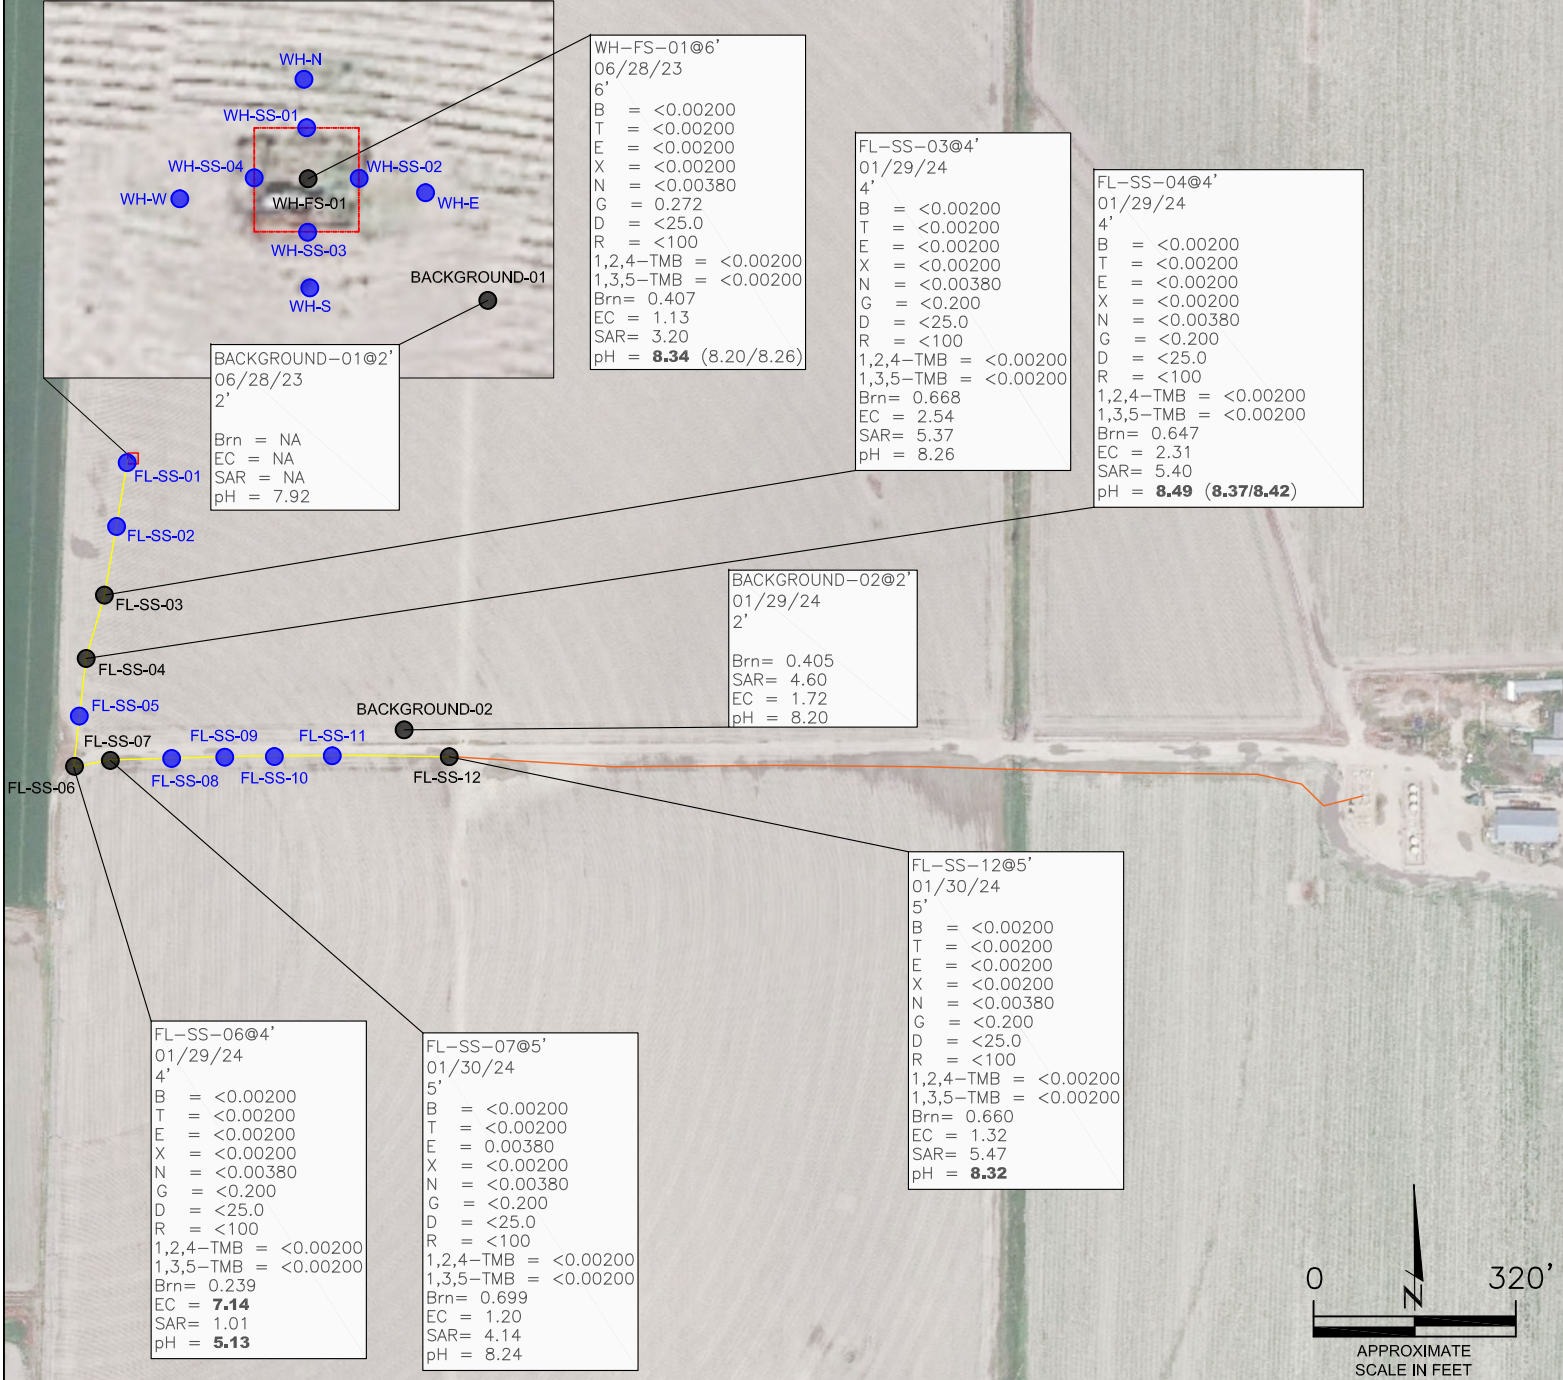 WH-N
WH-SS-01
WH-SS-04
WH-SS-02
WH-W
WH-FS-01
WH-E
WH-SS-03
BACKGROUND-01
WH-S
WH-FS-01@6'
06/28/23
6'
B = <0.00200
T = <0.00200
E = <0.00200
X = <0.00200
N = <0.00380
G = 0.272
D = <25.0
R = <100
1,2,4-TMB = <0.00200
1,3,5-TMB = <0.00200
Brn= 0.407
EC = 1.13
SAR= 3.20
pH = 8.34 (8.20/8.26)
FL-SS-03@4'
01/29/24
4'
B = <0.00200
T = <0.00200
E = <0.00200
X = <0.00200
N = <0.00380
G = <0.200
D = <25.0
R = <100
1,2,4-TMB = <0.00200
1,3,5-TMB = <0.00200
Brn= 0.668
EC = 2.54
SAR= 5.37
pH = 8.26
FL-SS-04@4'
01/29/24
4'
B = <0.00200
T = <0.00200
E = <0.00200
X = <0.00200
N = <0.00380
G = <0.200
D = <25.0
R = <100
1,2,4-TMB = <0.00200
1,3,5-TMB = <0.00200
Brn= 0.647
EC = 2.31
SAR= 5.40
pH = 8.49 (8.37/8.42)
BACKGROUND-01@2'
06/28/23
2'
Brn = NA
EC = NA
SAR = NA
pH = 7.92
FL-SS-01
FL-SS-02
FL-SS-03
FL-SS-04
FL-SS-05
FL-SS-07
FL-SS-06
FL-SS-09
FL-SS-11
FL-SS-08
FL-SS-10
BACKGROUND-02
FL-SS-12
BACKGROUND-02@2'
01/29/24
2'
Brn= 0.405
SAR= 4.60
EC = 1.72
pH = 8.20
FL-SS-06@4'
01/29/24
4'
B = <0.00200
T = <0.00200
E = <0.00200
X = <0.00200
N = <0.00380
G = <0.200
D = <25.0
R = <100
1,2,4-TMB = <0.00200
1,3,5-TMB = <0.00200
Brn= 0.239
EC = 7.14
SAR= 1.01
pH = 5.13
FL-SS-07@5'
01/30/24
5'
B = <0.00200
T = <0.00200
E = 0.00380
X = <0.00200
N = <0.00380
G = <0.200
D = <25.0
R = <100
1,2,4-TMB = <0.00200
1,3,5-TMB = <0.00200
Brn= 0.699
EC = 1.20
SAR= 4.14
pH = 8.24
FL-SS-12@5'
01/30/24
5'
B = <0.00200
T = <0.00200
E = <0.00200
X = <0.00200
N = <0.00380
G = <0.200
D = <25.0
R = <100
1,2,4-TMB = <0.00200
1,3,5-TMB = <0.00200
Brn= 0.660
EC = 1.32
SAR= 5.47
pH = 8.32
N
0 320'
APPROXIMATE
SCALE IN FEET